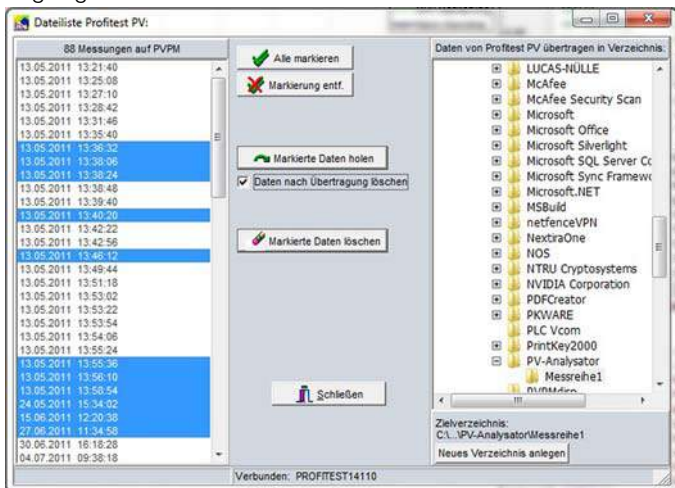 Dateiliste Profitest PV:
88 Messungen auf PVPM
13.05.2011 13:21:40
13.05.2011 13:25:08
13.05.2011 13:27:10
13.05.2011 13:28:42
13.05.2011 13:31:46
13.05.2011 13:35:40
13.05.2011 13:36:32
13.05.2011 13:38:06
13.05.2011 13:38:24
13.05.2011 13:38:48
13.05.2011 13:39:40
13.05.2011 13:40:20
13.05.2011 13:42:22
13.05.2011 13:42:56
13.05.2011 13:46:12
13.05.2011 13:49:44
13.05.2011 13:51:18
13.05.2011 13:53:02
13.05.2011 13:53:22
13.05.2011 13:53:54
13.05.2011 13:54:06
13.05.2011 13:55:24
13.05.2011 13:55:36
13.05.2011 13:56:10
13.05.2011 13:58:54
24.05.2011 15:34:02
15.06.2011 12:20:38
27.06.2011 11:34:58
30.06.2011 16:18:28
04.07.2011 09:38:18
Alle markieren
Markierung entf.
Markierte Daten holen
Daten nach Übertragung löschen
Markierte Daten löschen
Schließen
Daten von Profitest PV übertragen in Verzeichnis:
LUCAS-NÜLLE
McAfee
McAfee Security Scan
Microsoft
Microsoft Office
Microsoft Silverlight
Microsoft SQL Server Co
Microsoft Sync Framewo
Microsoft.NET
MSBuild
netfenceVPN
NextiraOne
NOS
NTRU Cryptosystems
NVIDIA Corporation
PDFCreator
PKWARE
PLC Vcom
PrintKey2000
PV-Analysator
Messreihe1
PVPMdisp
Zielverzeichnis:
C:\...\PV-Analysator\Messreihe1
Neues Verzeichnis anlegen
Verbunden: PROFITEST14110